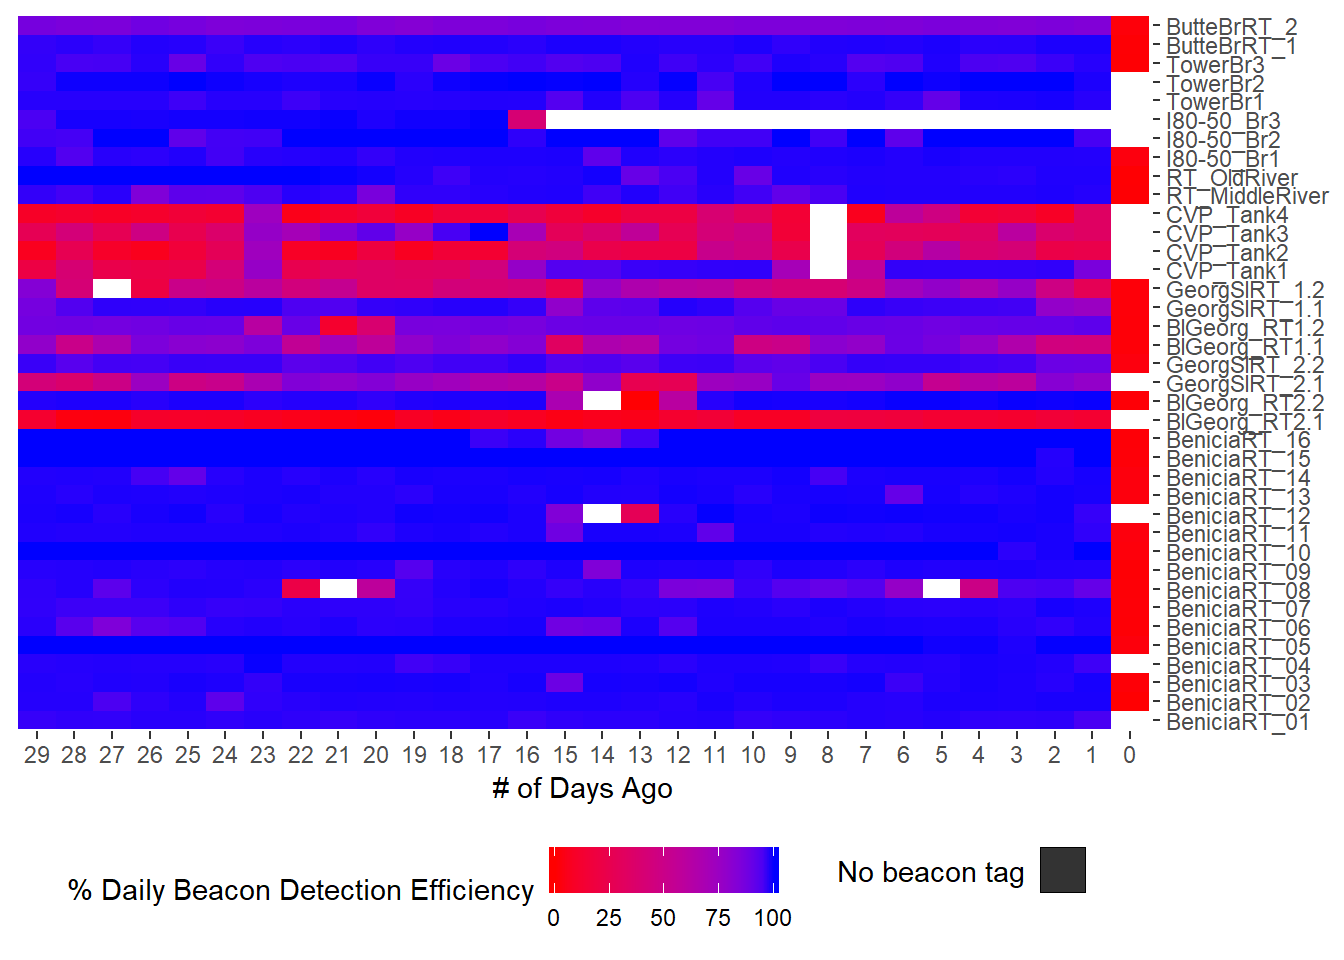 ButteBrRT_2
ButteBrRT_1
TowerBr3
TowerBr2
TowerBr1
I80-50_Br3
I80-50_Br2
I80-50_Br1
RT_OldRiver
RT_MiddleRiver
CVP_Tank4
CVP_Tank3
CVP_Tank2
CVP_Tank1
GeorgSlRT_1.2
GeorgSlRT_1.1
BlGeorg_RT1.2
BlGeorg_RT1.1
GeorgSlRT_2.2
GeorgSlRT_2.1
BlGeorg_RT2.2
BlGeorg_RT2.1
BeniciaRT_16
BeniciaRT_15
BeniciaRT_14
BeniciaRT_13
BeniciaRT_12
BeniciaRT_11
BeniciaRT_10
BeniciaRT_09
BeniciaRT_08
BeniciaRT_07
BeniciaRT_06
BeniciaRT_05
BeniciaRT_04
BeniciaRT_03
BeniciaRT_02
BeniciaRT_01
29 28 27 26 25 24 23 22 21 20 19 18 17 16 15 14 13 12 11 10 9 8 7 6 5 4 3 2 1 0
# of Days Ago
% Daily Beacon Detection Efficiency
0 25 50 75 100
No beacon tag